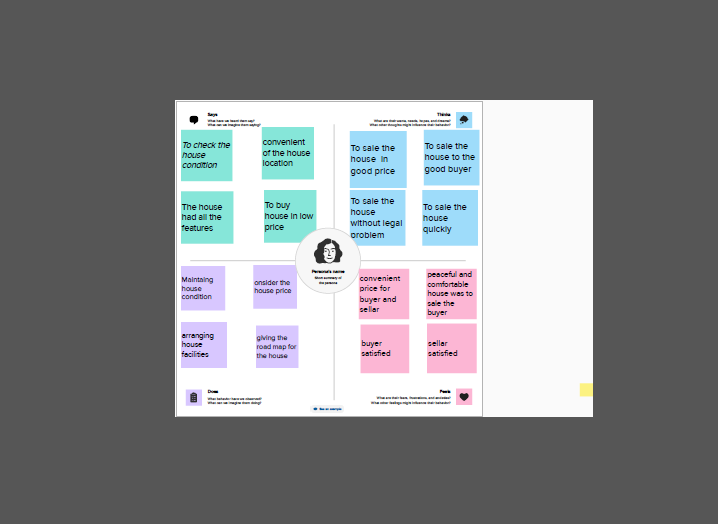 Says
What have we heard them say?
What can we imagine them saying?
Thinks
What are their wants, needs, hopes, and dreams?
What other thoughts might influence their behavior?
To check the
house
condition
convenient
of the house
location
To sale the
house in
good price
To sale the
house to the
good buyer
The house
had all the
features
To buy
house in low
price
To sale the
house
without legal
problem
To sale the
house
quickly
Persona's name
Short summary of
the persona
Maintaing
house
condition
onsider the
house price
convenient
price for
buyer and
sellar
peaceful and
comfortable
house was to
sale the
buyer
arranging
house
facilities
giving the
road map for
the house
buyer
satisfied
sellar
satisfied
Does
What behavior have we observed?
What can we imagine them doing?
Feels
What are their fears, frustrations, and anxieties?
What other feelings might influence their behavior?
See an example